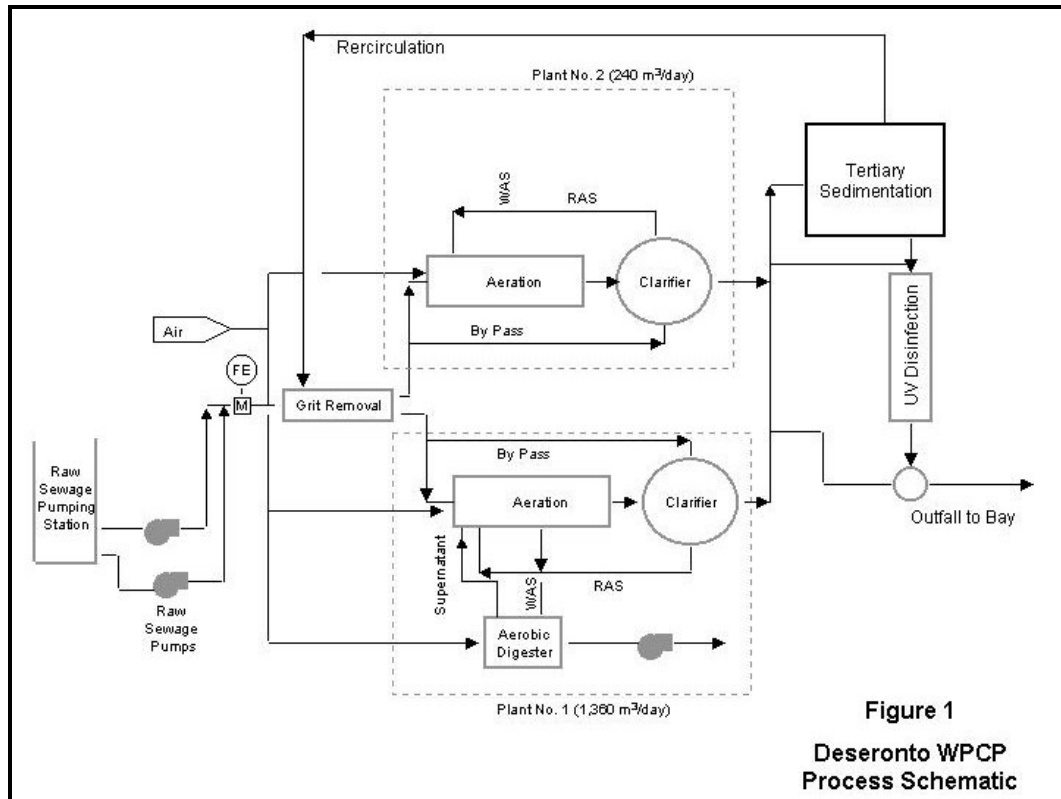 Rercirculation
Plant No. 2 (240 m³/day)
Tertiary
Sedimentation
WAS
RAS
Aeration
Clarifier
By Pass
Air
FE
M
Grit Removal
UV Disinfection
By Pass
Raw
Sewage
Pumping
Station
Aeration
Clarifier
Outfall to Bay
Supernatant
RAS
WAS
Raw
Sewage
Pumps
Aerobic
Digester
Plant No. 1 (1,360 m³/day)
Figure 1
Deseronto WPCP
Process Schematic